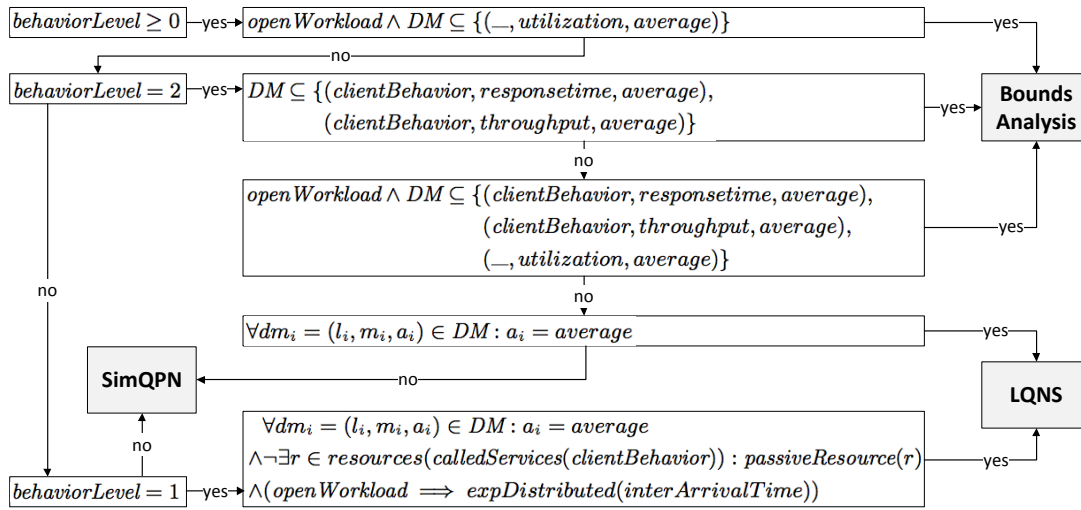 behaviorLevel ≥ 0
yes
openWorkload ∧ DM ⊆ {(__, utilization, average)}
yes
no
behaviorLevel = 2
yes
DM ⊆ {(clientBehavior, responsetime, average),
(clientBehavior, throughput, average)}
yes
Bounds
Analysis
no
openWorkload ∧ DM ⊆ {(clientBehavior, responsetime, average),
(clientBehavior, throughput, average),
(__, utilization, average)}
yes
no
no
∀dmᵢ = (lᵢ, mᵢ, aᵢ) ∈ DM : aᵢ = average
yes
no
SimQPN
LQNS
no
∀dmᵢ = (lᵢ, mᵢ, aᵢ) ∈ DM : aᵢ = average
∧¬∃r ∈ resources(calledServices(clientBehavior)) : passiveResource(r)
yes
behaviorLevel = 1
yes
∧(openWorkload ⟹ expDistributed(interArrivalTime))